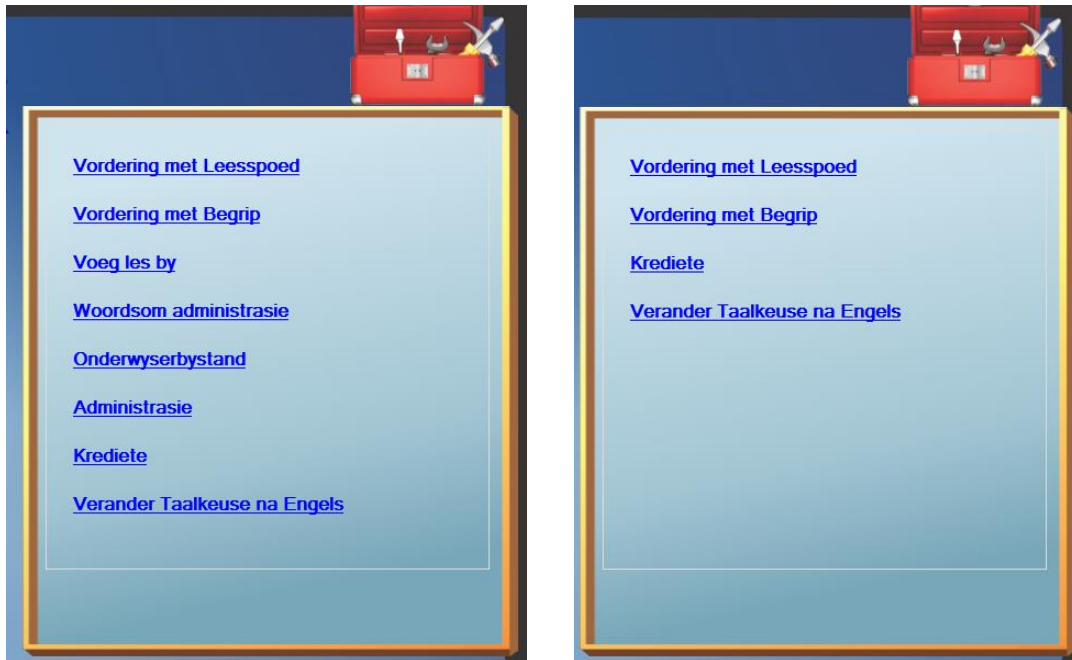 Vordering met Leesspoed
Vordering met Begrip
Voeg les by
Woordsom administrasie
Onderwyserbystand
Administrasie
Krediete
Verander Taalkeuse na Engels
Vordering met Leesspoed
Vordering met Begrip
Krediete
Verander Taalkeuse na Engels